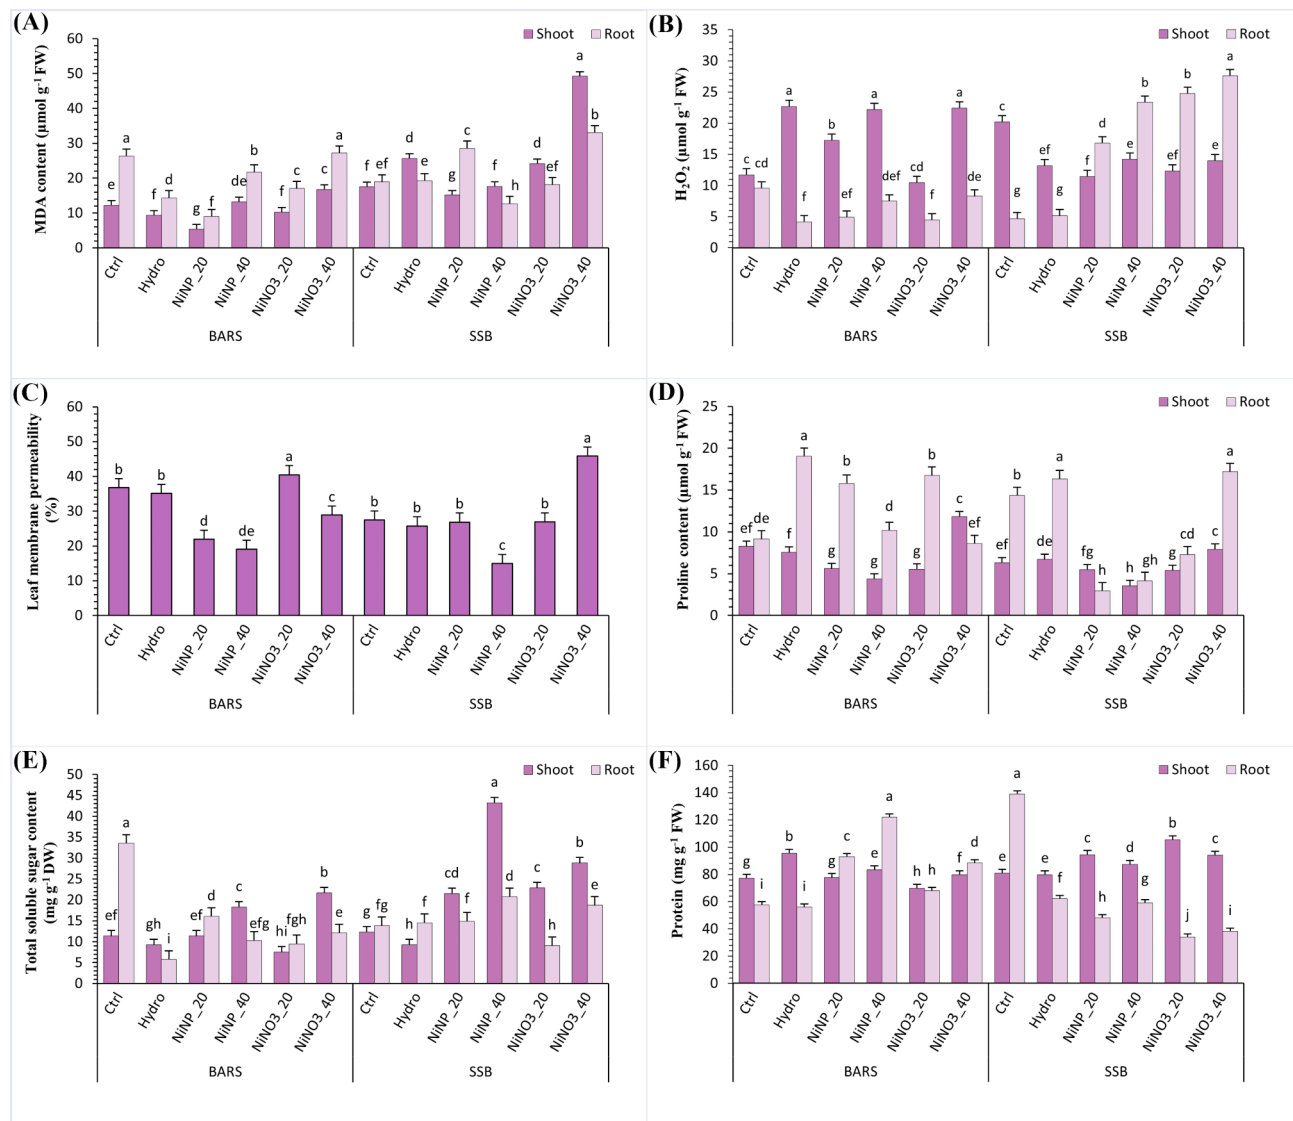 (A)
Shoot Root
MDA content (µmol g⁻¹ FW)
60
50
40
30
20
10
0
e a f d g f de b f c c a f ef d e g c f h d ef a b
Ctrl Hydro NiNP_20 NiNP_40 NiNO3_20 NiNO3_40 Ctrl Hydro NiNP_20 NiNP_40 NiNO3_20 NiNO3_40
BARS SSB
(B)
Shoot Root
H₂O₂ (µmol g⁻¹ FW)
35
30
25
20
15
10
5
0
c cd a f b ef a def cd f a de c g ef g f d e b ef b e a
Ctrl Hydro NiNP_20 NiNP_40 NiNO3_20 NiNO3_40 Ctrl Hydro NiNP_20 NiNP_40 NiNO3_20 NiNO3_40
BARS SSB
(C)
Leaf membrane permeability
(%)
60
50
40
30
20
10
0
b b d de a c b b b c b a
Ctrl Hydro NiNP_20 NiNP_40 NiNO3_20 NiNO3_40 Ctrl Hydro NiNP_20 NiNP_40 NiNO3_20 NiNO3_40
BARS SSB
(D)
Shoot Root
Proline content (µmol g⁻¹ FW)
25
20
15
10
5
0
ef de f a g b g d g b c ef ef b de a fg h h gh g cd c a
Ctrl Hydro NiNP_20 NiNP_40 NiNO3_20 NiNO3_40 Ctrl Hydro NiNP_20 NiNP_40 NiNO3_20 NiNO3_40
BARS SSB
(E)
Shoot Root
Total soluble sugar content
(mg g⁻¹ DW)
50
45
40
35
30
25
20
15
10
5
0
ef a gh i ef d c efg hi fgh b e g fg h f cd f a d c h b e
Ctrl Hydro NiNP_20 NiNP_40 NiNO3_20 NiNO3_40 Ctrl Hydro NiNP_20 NiNP_40 NiNO3_20 NiNO3_40
BARS SSB
(F)
Shoot Root
Protein (mg g⁻¹ FW)
160
140
120
100
80
60
40
20
0
g i b i g c e a h h f d e a e f c h d g b j c i
Ctrl Hydro NiNP_20 NiNP_40 NiNO3_20 NiNO3_40 Ctrl Hydro NiNP_20 NiNP_40 NiNO3_20 NiNO3_40
BARS SSB